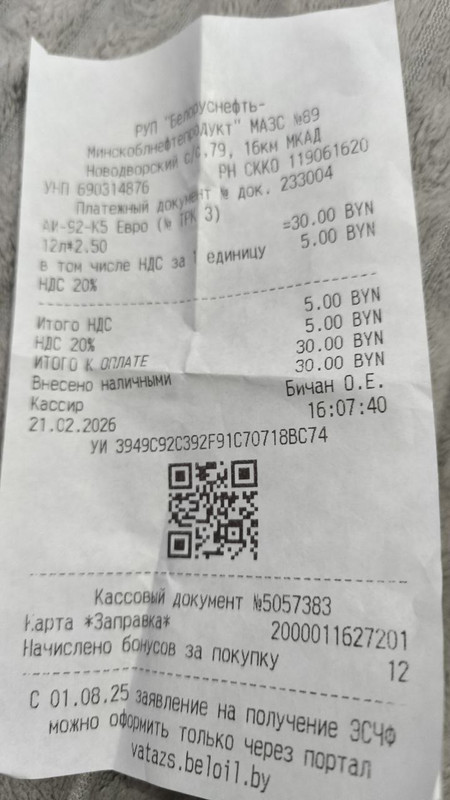 РУП "Белоруснефть-
Минскоблнефтепродукт" МАЗС №69
Новодворский с/с.79, 16км МКАД
УНП 690314876 РН СККО 119061620
Платежный документ № док. 233004
АИ-92-К5 Евро (№ ТРК 3)
12л*2.50 =30.00 BYN
в том числе НДС за 1 единицу 5.00 BYN
НДС 20%
Итого НДС 5.00 BYN
НДС 20% 5.00 BYN
ИТОГО К ОПЛАТЕ 30.00 BYN
Внесено наличными 30.00 BYN
Кассир Бичан О.Е.
21.02.2026 16:07:40
УИ 3949C92C392F91C70718BC74
Кассовый документ №5057383
Карта *Заправка* 2000011627201
Начислено бонусов за покупку 12
С 01.08.25 заявление на получение ЭСЧФ
можно оформить только через портал
vatazs.beloil.by